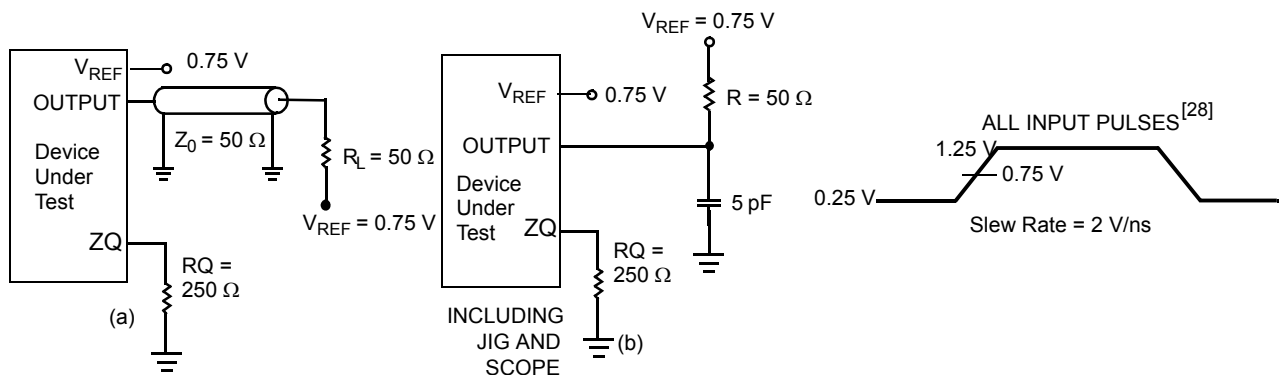 V_REF 0.75 V
OUTPUT
Z_0 = 50 Ω
Device
Under
Test
R_L = 50 Ω
V_REF = 0.75 V
ZQ
RQ =
250 Ω
(a)
V_REF = 0.75 V
R = 50 Ω
V_REF 0.75 V
OUTPUT
Device
Under
Test
5 pF
ZQ
RQ =
250 Ω
INCLUDING
JIG AND
SCOPE
(b)
ALL INPUT PULSES[28]
1.25 V
0.75 V
0.25 V
Slew Rate = 2 V/ns